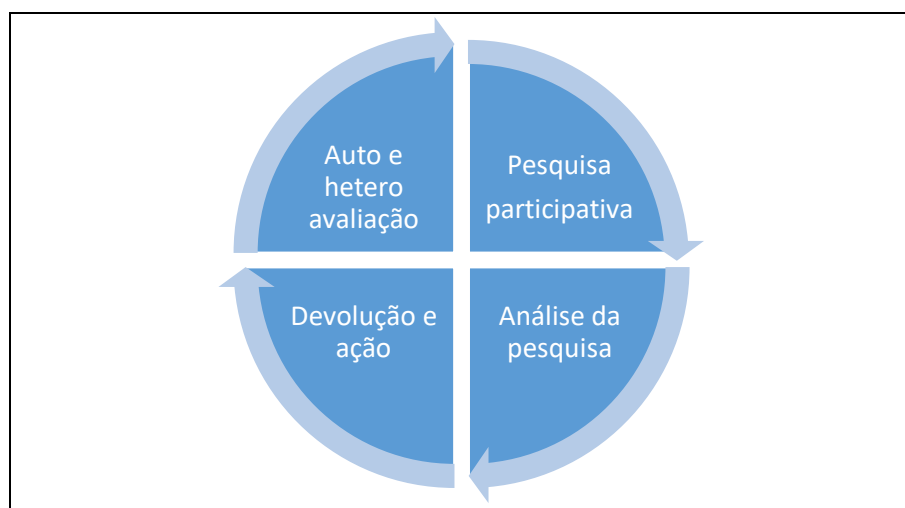 Auto e
hetero
avaliação
Pesquisa
participativa
Devolução e
ação
Análise da
pesquisa